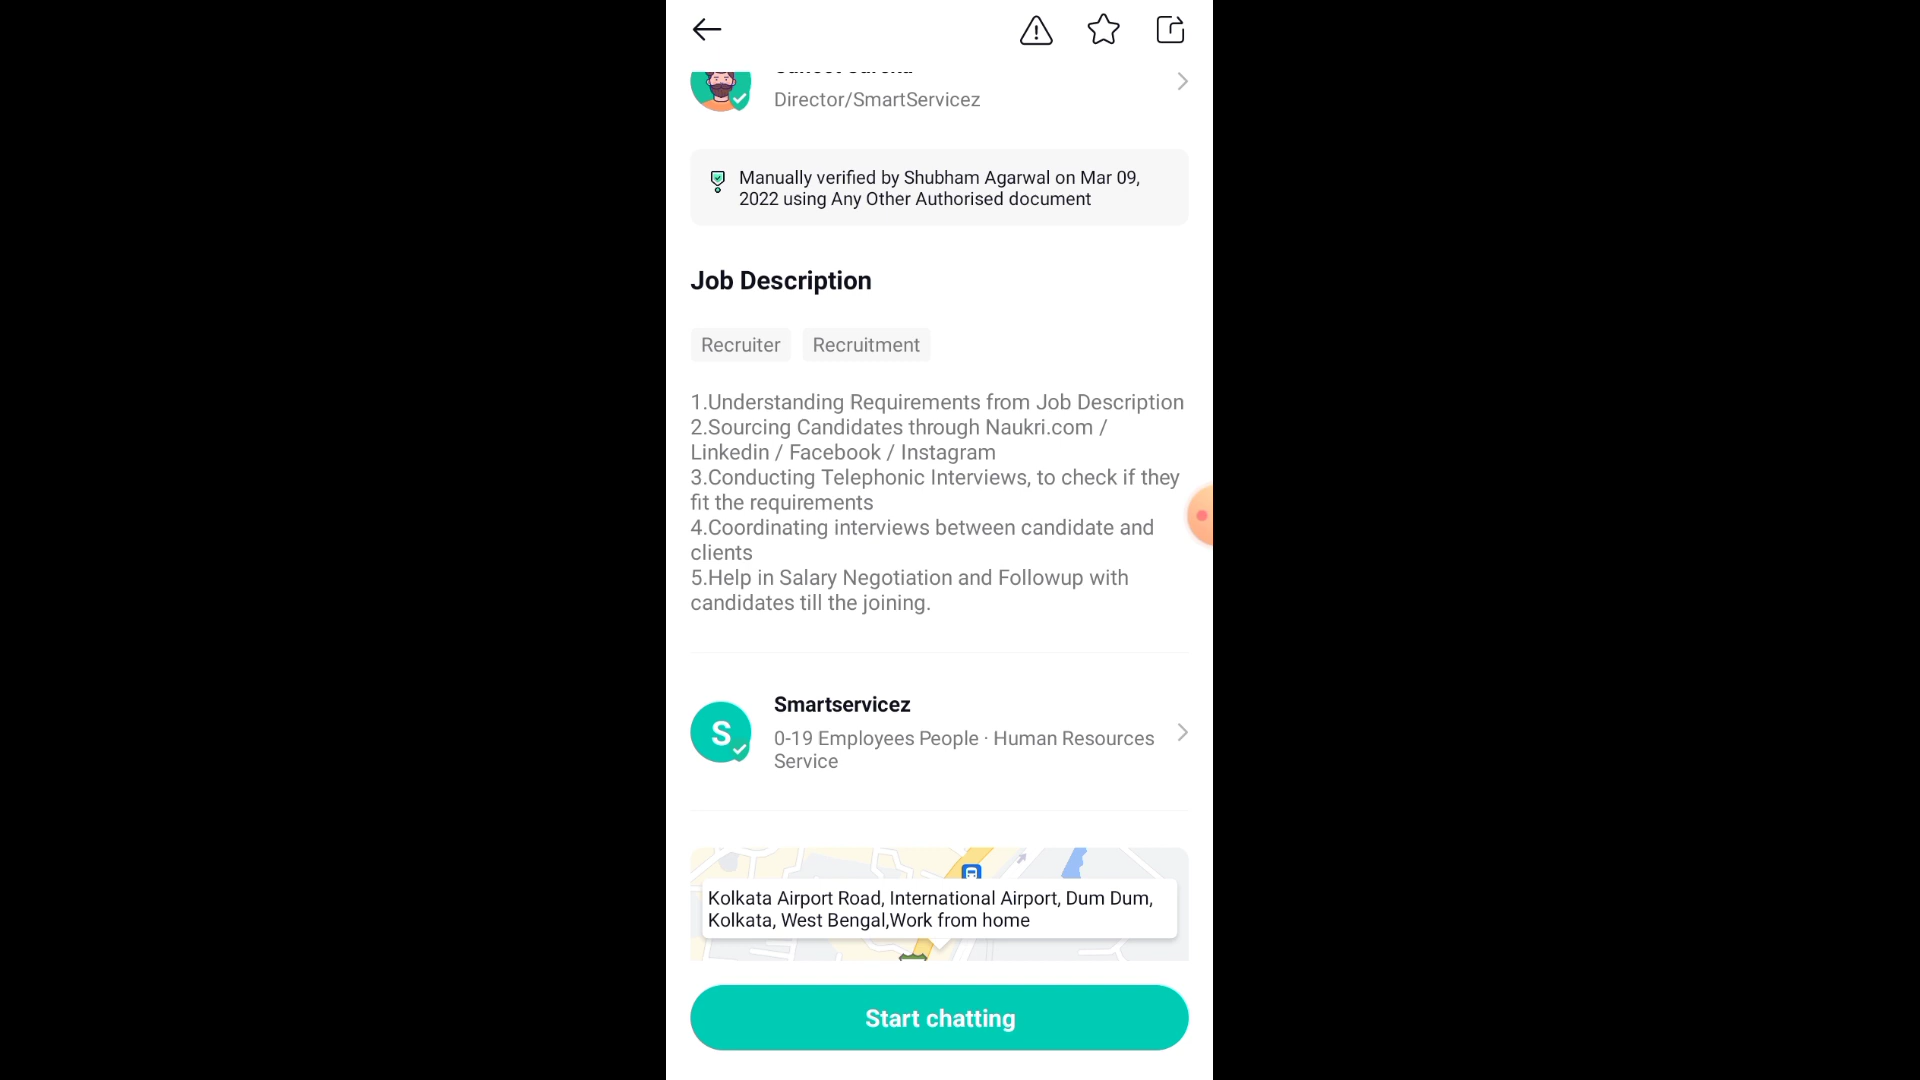 Director/SmartServicez
Manually verified by Shubham Agarwal on Mar 09,
2022 using Any Other Authorised document
Job Description
Recruiter Recruitment
1.Understanding Requirements from Job Description
2.Sourcing Candidates through Naukri.com /
Linkedin / Facebook / Instagram
3.Conducting Telephonic Interviews, to check if they
fit the requirements
4.Coordinating interviews between candidate and
clients
5.Help in Salary Negotiation and Followup with
candidates till the joining.
Smartservicez
S
0-19 Employees People · Human Resources
Service
Kolkata Airport Road, International Airport, Dum Dum,
Kolkata, West Bengal,Work from home
Start chatting